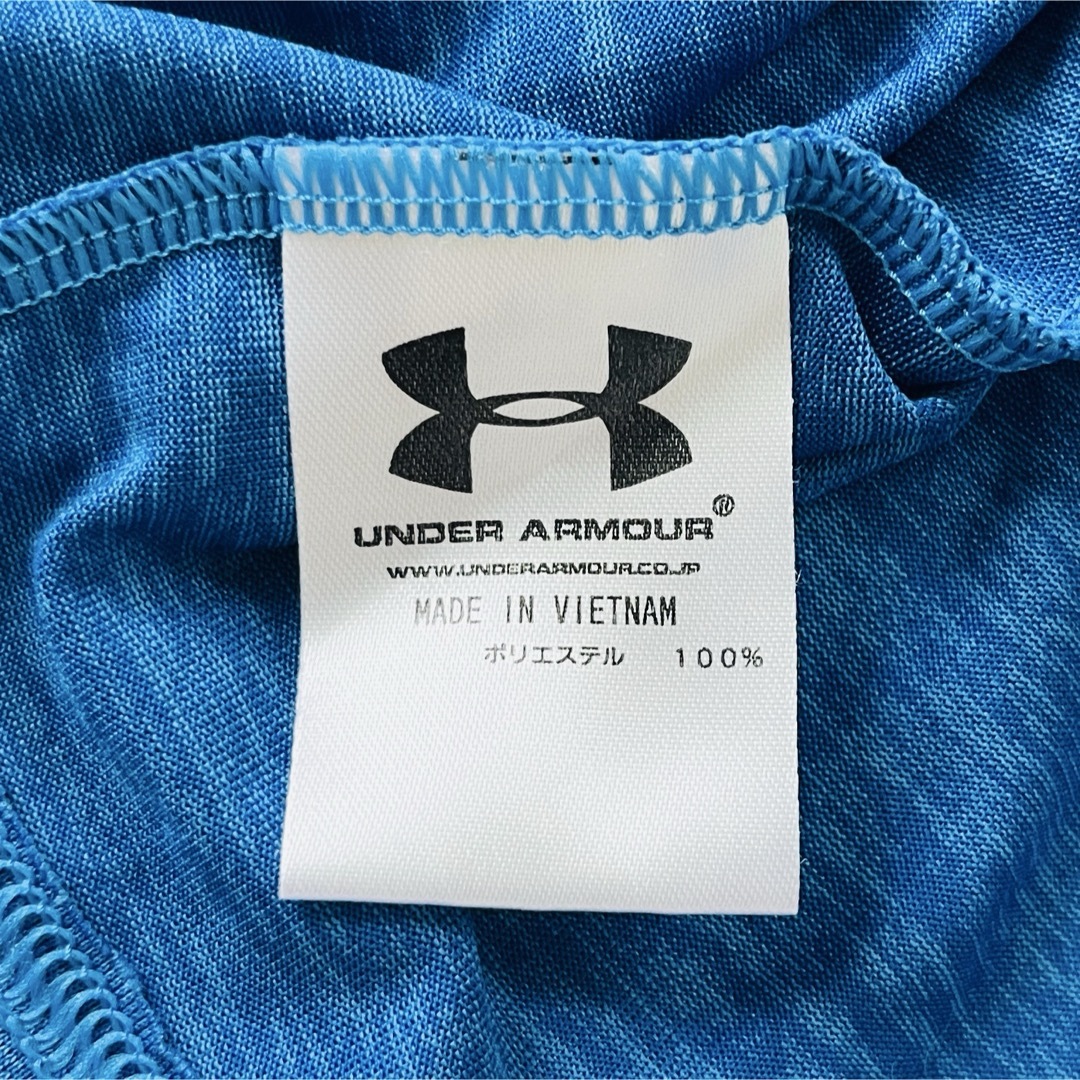 UNDER ARMOUR®
WWW.UNDERARMOUR.CO.JP
MADE IN VIETNAM
ポリエステル 100%